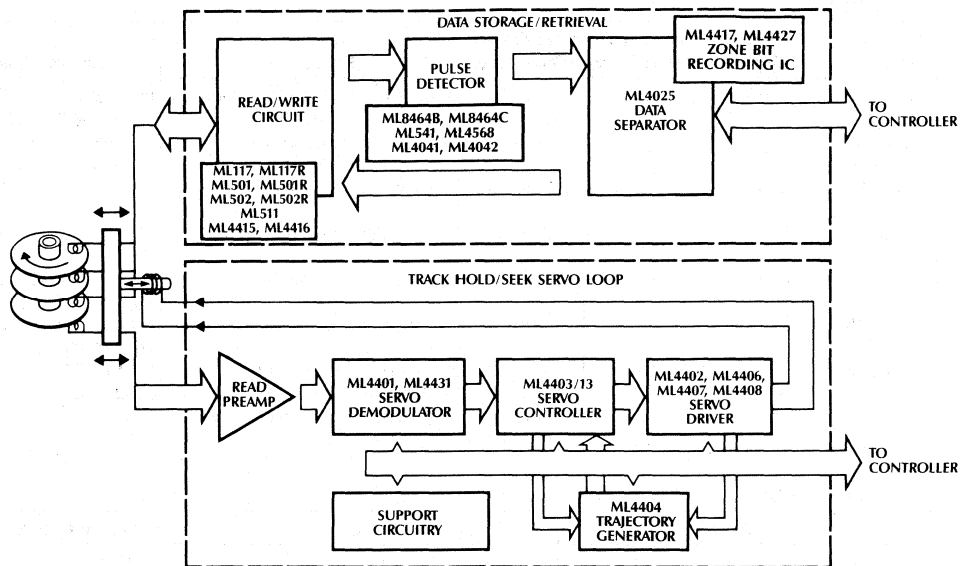 DATA STORAGE/RETRIEVAL
READ/WRITE
CIRCUIT
ML117, ML117R
ML501, ML501R
ML502, ML502R
ML511
ML4415, ML4416
PULSE
DETECTOR
ML8464B, ML8464C
ML541, ML4568
ML4041, ML4042
ML4417, ML4427
ZONE BIT
RECORDING IC
ML4025
DATA
SEPARATOR
TO
CONTROLLER
TRACK HOLD/SEEK SERVO LOOP
READ
PREAMP
ML4401, ML4431
SERVO
DEMODULATOR
ML4403/13
SERVO
CONTROLLER
ML4402, ML4406,
ML4407, ML4408
SERVO
DRIVER
TO
CONTROLLER
SUPPORT
CIRCUITRY
ML4404
TRAJECTORY
GENERATOR